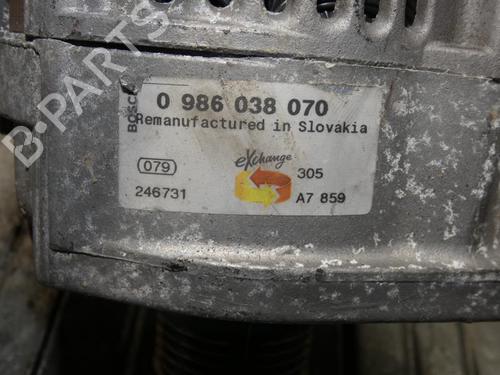 B-PARTS
BOSCH
0 986 038 070
Remanufactured in Slovakia
079
eXchange
305
246731
A7 859